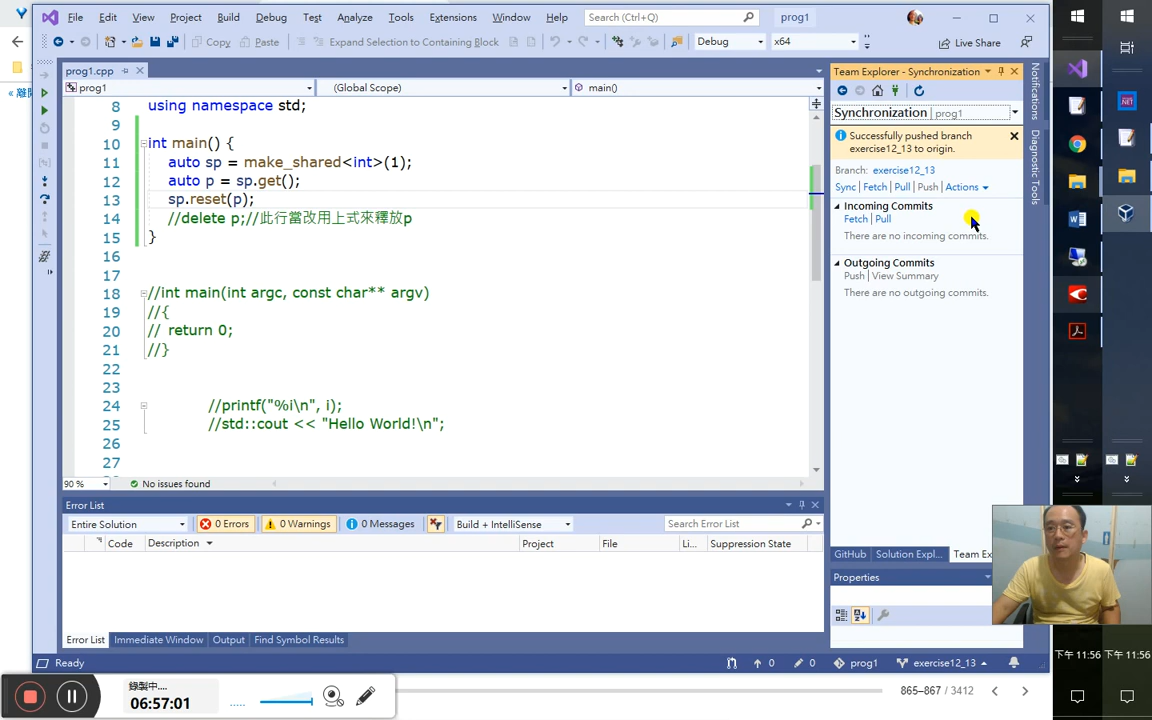 File Edit View Project Build Debug Test Analyze Tools Extensions Window Help Search (Ctrl+Q) prog1
Copy Paste Expand Selection to Containing Block Debug x64 Live Share
prog1.cpp
prog1 (Global Scope) main()
8 using namespace std;
9
10 int main() {
11 auto sp = make_shared<int>(1);
12 auto p = sp.get();
13 sp.reset(p);
14 //delete p;//此行當改用上式來釋放p
15 }
16
17
18 //int main(int argc, const char** argv)
19 //{
20 // return 0;
21 //}
22
23
24 //printf("%i\n", i);
25 //std::cout << "Hello World!\n";
26
27
90 % No issues found
Team Explorer - Synchronization
Synchronization | prog1
Successfully pushed branch
exercise12_13 to origin.
Branch: exercise12_13
Sync | Fetch | Pull | Push | Actions
Incoming Commits
Fetch | Pull
There are no incoming commits.
Outgoing Commits
Push | View Summary
There are no outgoing commits.
Notifications
Diagnostic Tools
Error List
Entire Solution 0 Errors 0 Warnings 0 Messages Build + IntelliSense Search Error List
Code Description Project File Li... Suppression State
GitHub Solution Expl... Team Ex
Properties
Error List Immediate Window Output Find Symbol Results
Ready 0 0 prog1 exercise12_13
下午 11:56 下午 11:56
錄製中....
06:57:01
865–867 / 3412